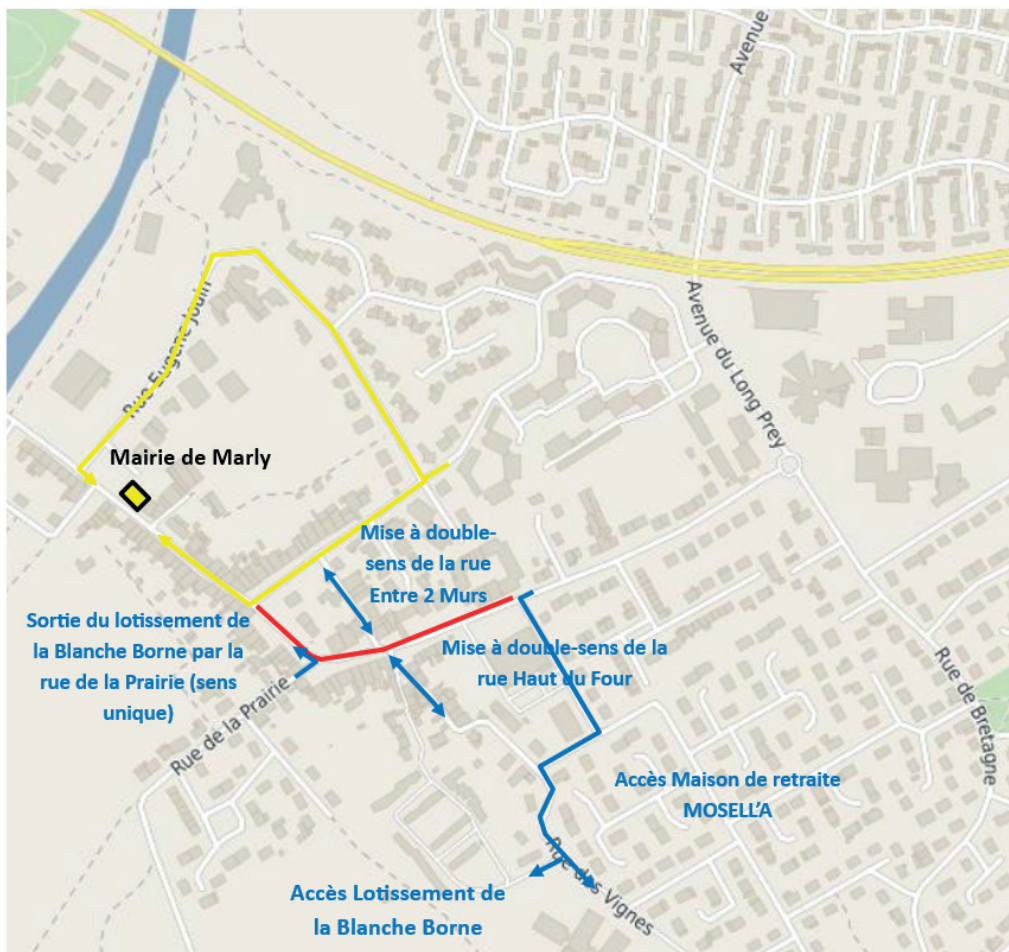 Avenue
Avenue du Long Prey
Rue Eugène Jouin
Mairie de Marly
Mise à double-
sens de la rue
Entre 2 Murs
Sortie du lotissement de
la Blanche Borne par la
rue de la Prairie (sens
unique)
Mise à double-sens de la
rue Haut du Four
Rue de la Prairie
Rue de Bretagne
Accès Maison de retraite
MOSELL'A
Rue des Vignes
Accès Lotissement de
la Blanche Borne